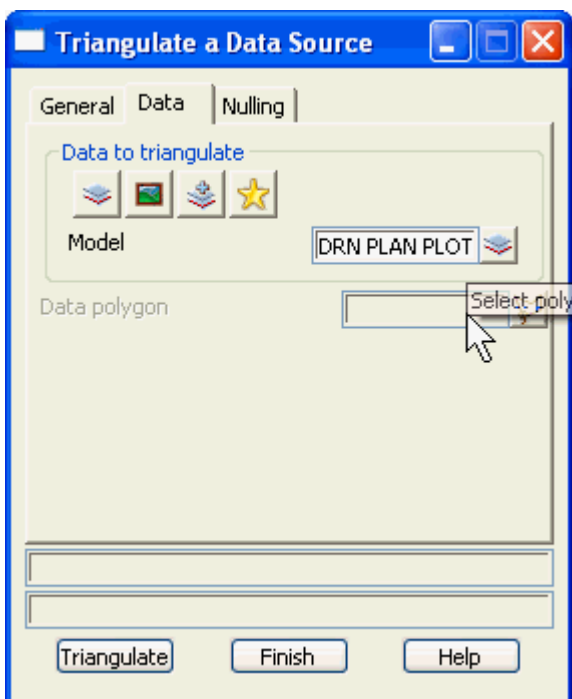 Triangulate a Data Source
General Data Nulling
Data to triangulate
Model DRN PLAN PLOT
Data polygon Select poly
Triangulate Finish Help